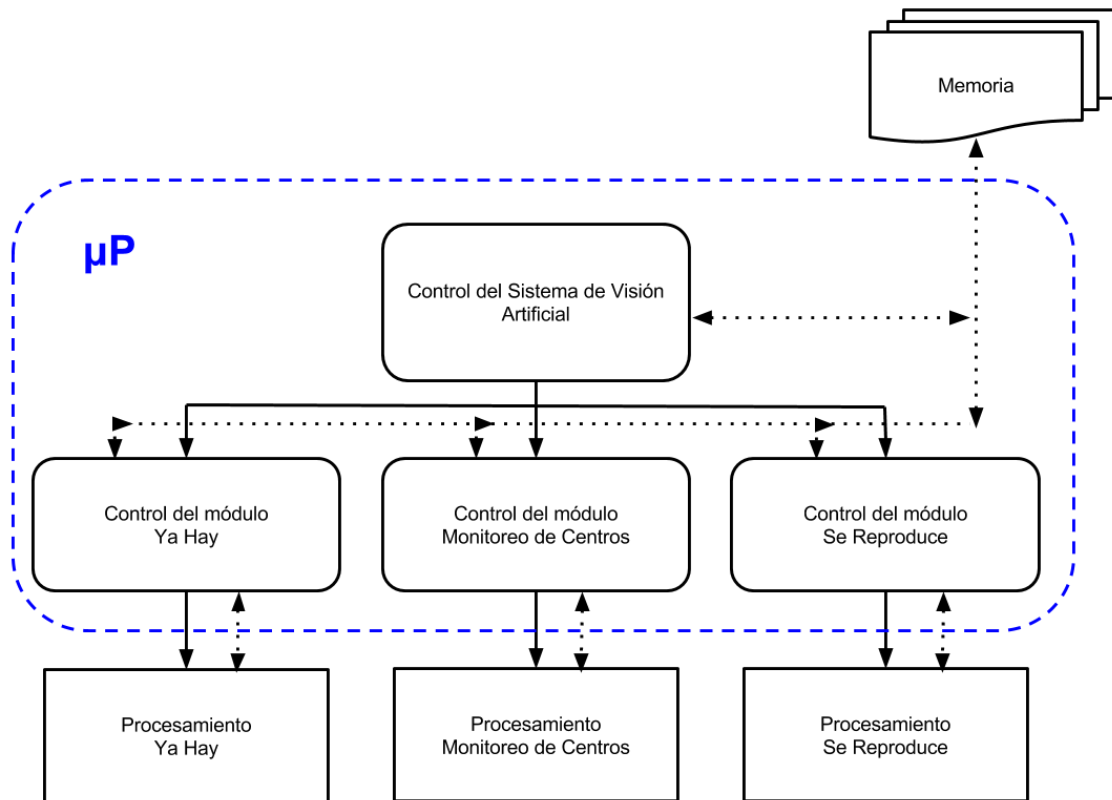 Memoria
µP
Control del Sistema de Visión
Artificial
Control del módulo
Ya Hay
Control del módulo
Monitoreo de Centros
Control del módulo
Se Reproduce
Procesamiento
Ya Hay
Procesamiento
Monitoreo de Centros
Procesamiento
Se Reproduce